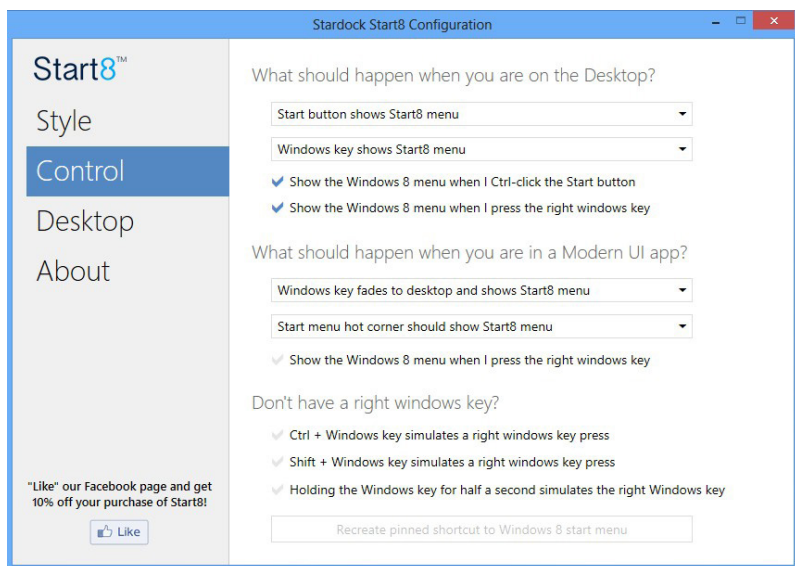 Stardock Start8 Configuration
Start8™
Style
Control
Desktop
About
"Like" our Facebook page and get
10% off your purchase of Start8!
Like
What should happen when you are on the Desktop?
Start button shows Start8 menu
Windows key shows Start8 menu
Show the Windows 8 menu when I Ctrl-click the Start button
Show the Windows 8 menu when I press the right windows key
What should happen when you are in a Modern UI app?
Windows key fades to desktop and shows Start8 menu
Start menu hot corner should show Start8 menu
Show the Windows 8 menu when I press the right windows key
Don't have a right windows key?
Ctrl + Windows key simulates a right windows key press
Shift + Windows key simulates a right windows key press
Holding the Windows key for half a second simulates the right Windows key
Recreate pinned shortcut to Windows 8 start menu